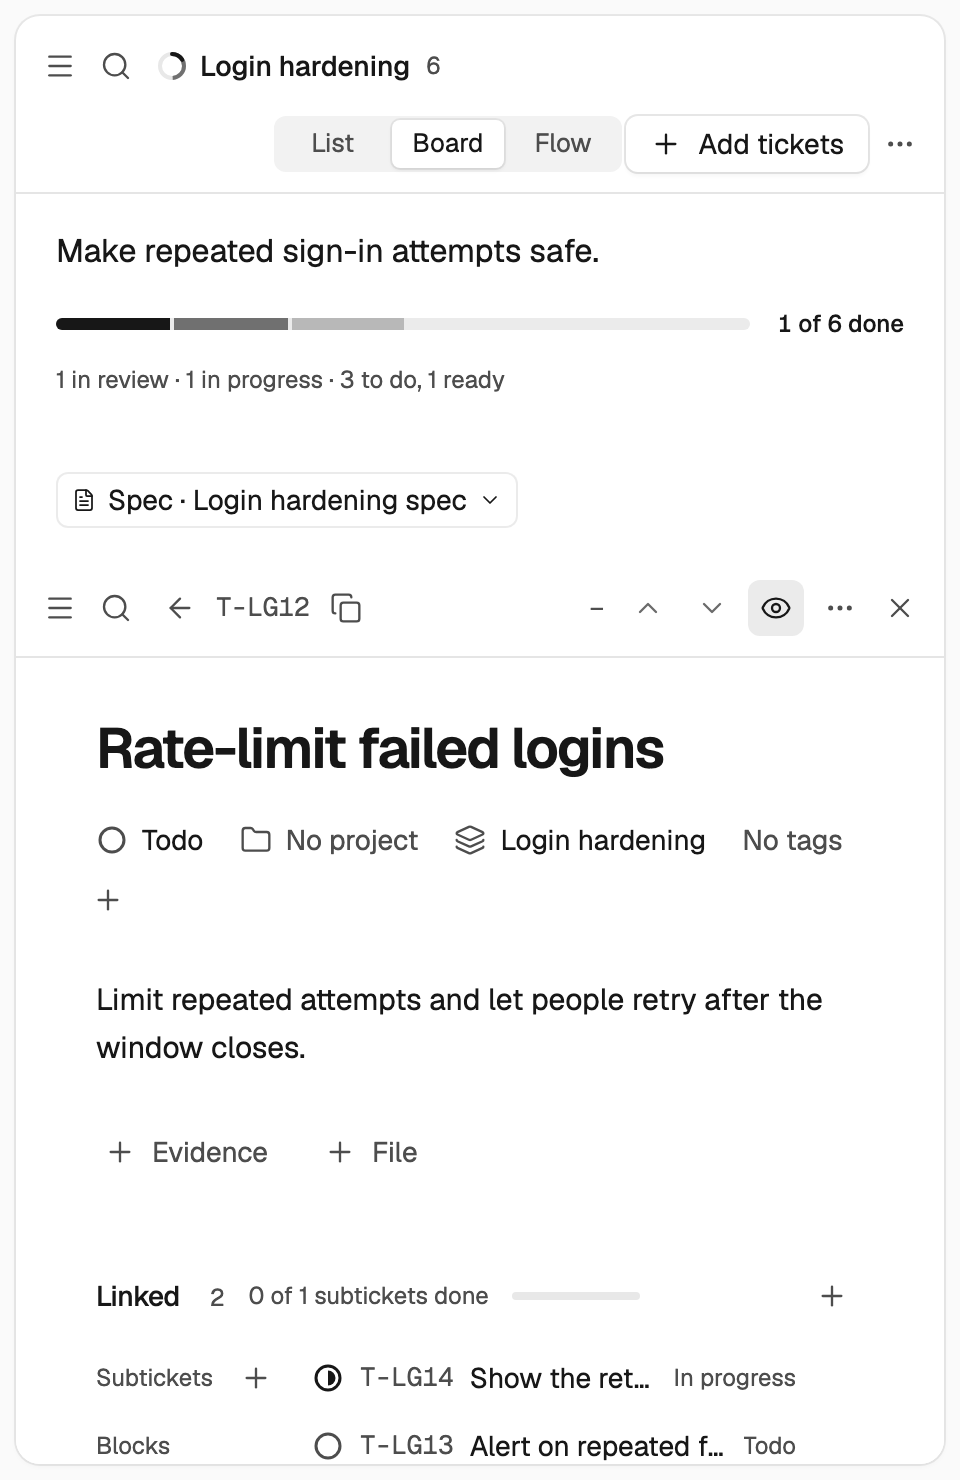 Login hardening 6
List Board Flow + Add tickets ...
Make repeated sign-in attempts safe.
1 of 6 done
1 in review · 1 in progress · 3 to do, 1 ready
Spec · Login hardening spec
T-LG12 –
Rate-limit failed logins
Todo No project Login hardening No tags
+
Limit repeated attempts and let people retry after the
window closes.
+ Evidence + File
Linked 2 0 of 1 subtickets done +
Subtickets + T-LG14 Show the ret... In progress
Blocks T-LG13 Alert on repeated f... Todo